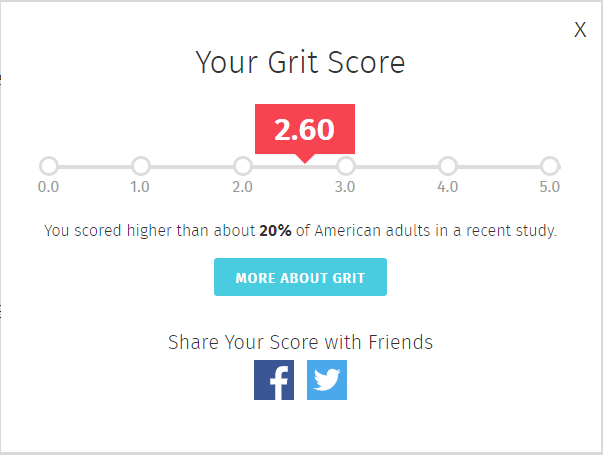 X
Your Grit Score
2.60
0.0 1.0 2.0 3.0 4.0 5.0
You scored higher than about 20% of American adults in a recent study.
MORE ABOUT GRIT
Share Your Score with Friends